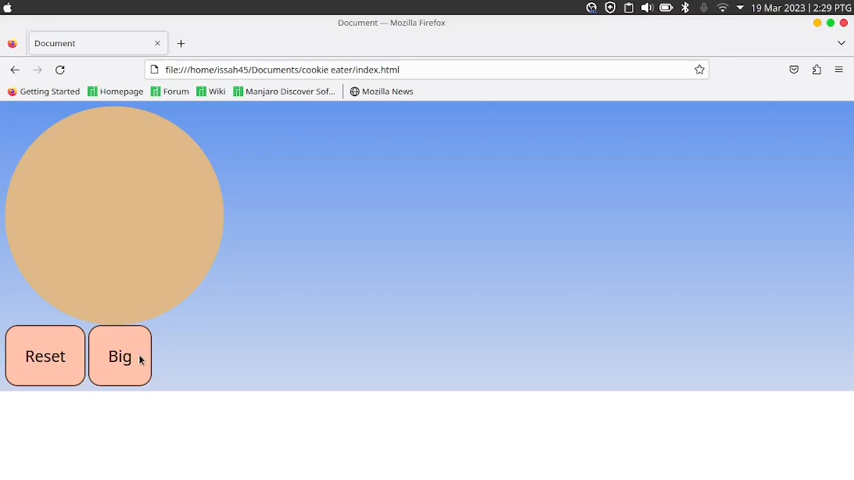 19 Mar 2023 | 2:29 PTG
Document — Mozilla Firefox
Document
file:///home/issah45/Documents/cookie eater/index.html
Getting Started Homepage Forum Wiki Manjaro Discover Sof... Mozilla News
Reset Big